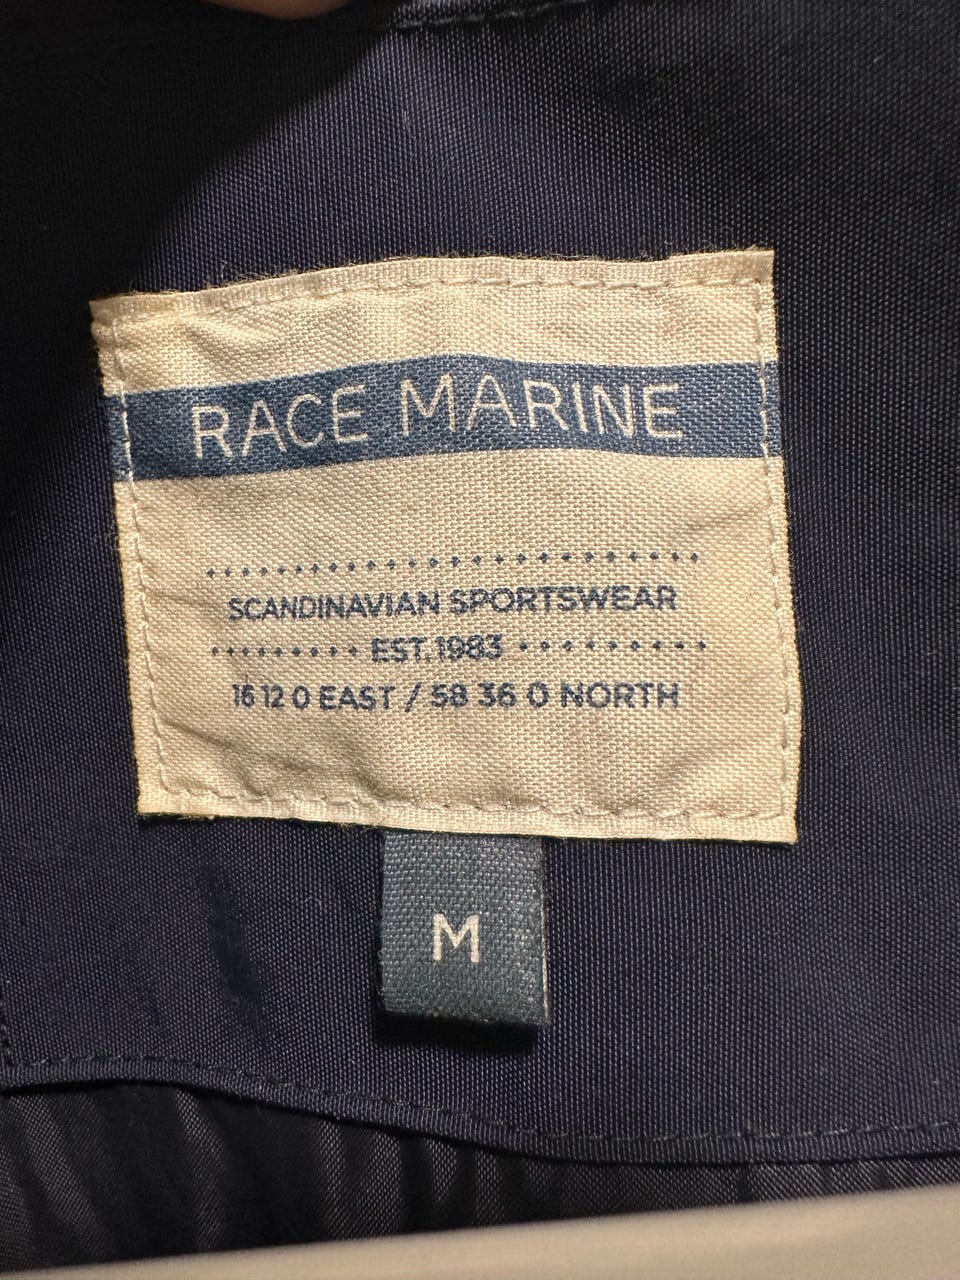 RACE MARINE
SCANDINAVIAN SPORTSWEAR
EST. 1983
16 12 0 EAST / 58 36 0 NORTH
M